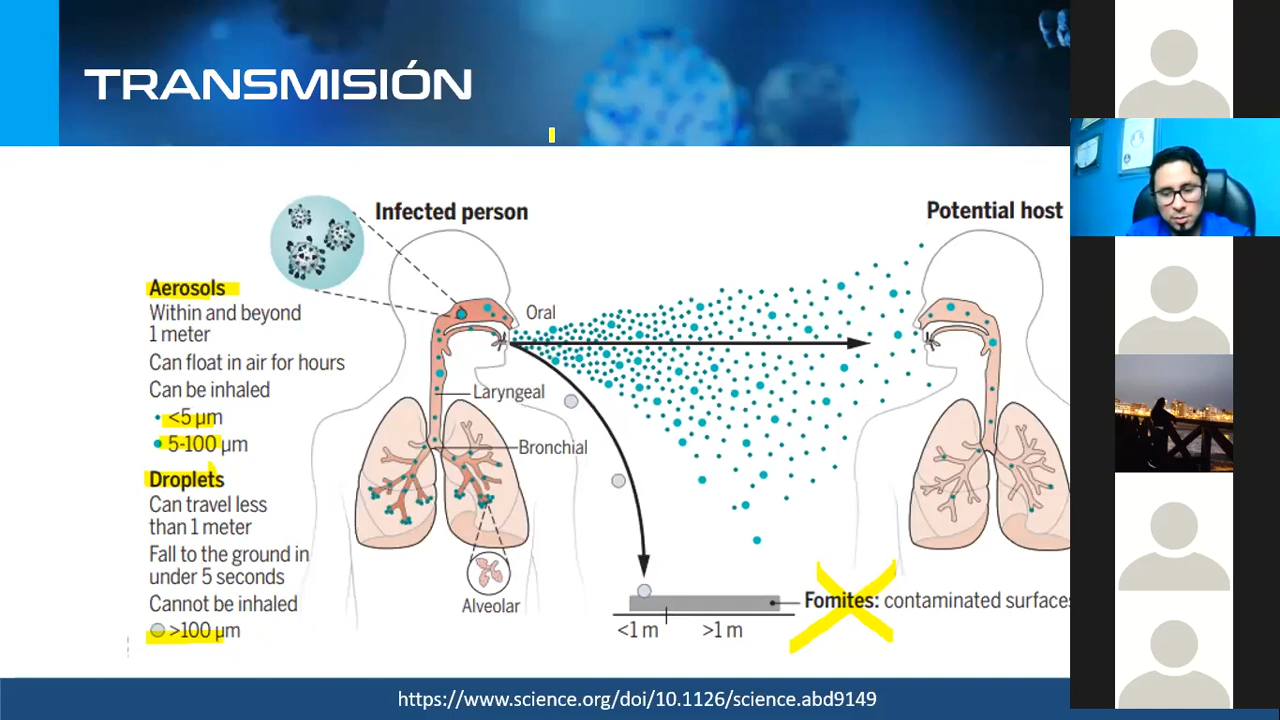 TRANSMISIÓN
Infected person
Potential host
Aerosols
Within and beyond
1 meter
Can float in air for hours
Can be inhaled
<5 µm
5-100 µm
Droplets
Can travel less
than 1 meter
Fall to the ground in
under 5 seconds
Cannot be inhaled
>100 µm
Oral
Laryngeal
Bronchial
Alveolar
Fomites: contaminated surfaces
<1 m
>1 m
https://www.science.org/doi/10.1126/science.abd9149